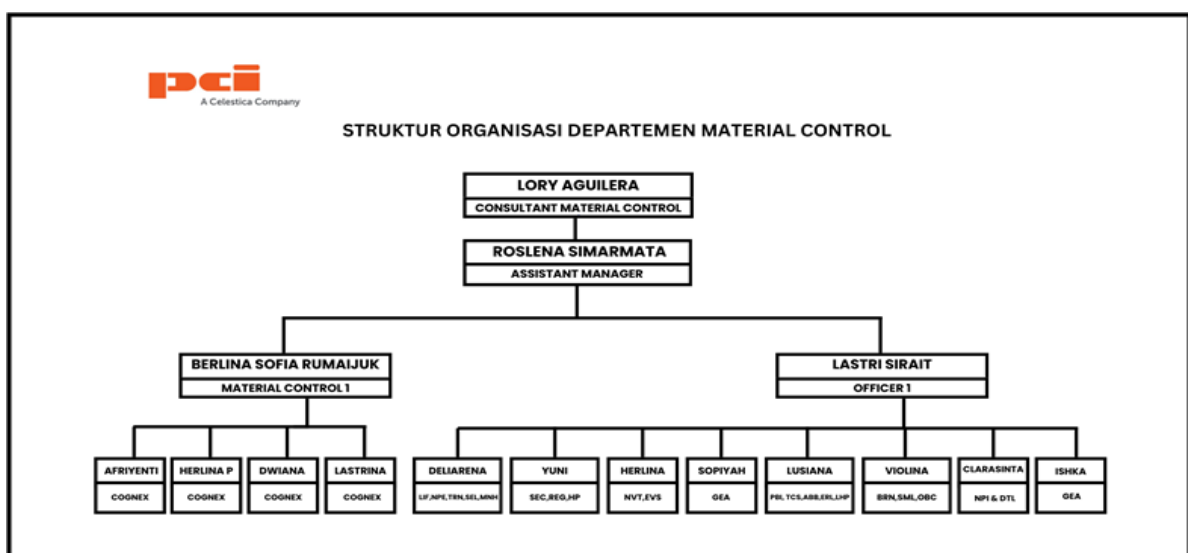 pci
A Celestica Company
STRUKTUR ORGANISASI DEPARTEMEN MATERIAL CONTROL
LORY AGUILERA
CONSULTANT MATERIAL CONTROL
ROSLENA SIMARMATA
ASSISTANT MANAGER
BERLINA SOFIA RUMAIJUK
MATERIAL CONTROL 1
LASTRI SIRAIT
OFFICER 1
AFRIYENTI
COGNEX
HERLINA P
COGNEX
DWIANA
COGNEX
LASTRINA
COGNEX
DELIARENA
LIF,NPE,TRN,SEL,MNH
YUNI
SEC,REG,HP
HERLINA
NVT,EVS
SOPIYAH
GEA
LUSIANA
PBI, TCS,ABB,ERL,LHP
VIOLINA
BRN,SML,OBC
CLARASINTA
NPI & DTL
ISHKA
GEA